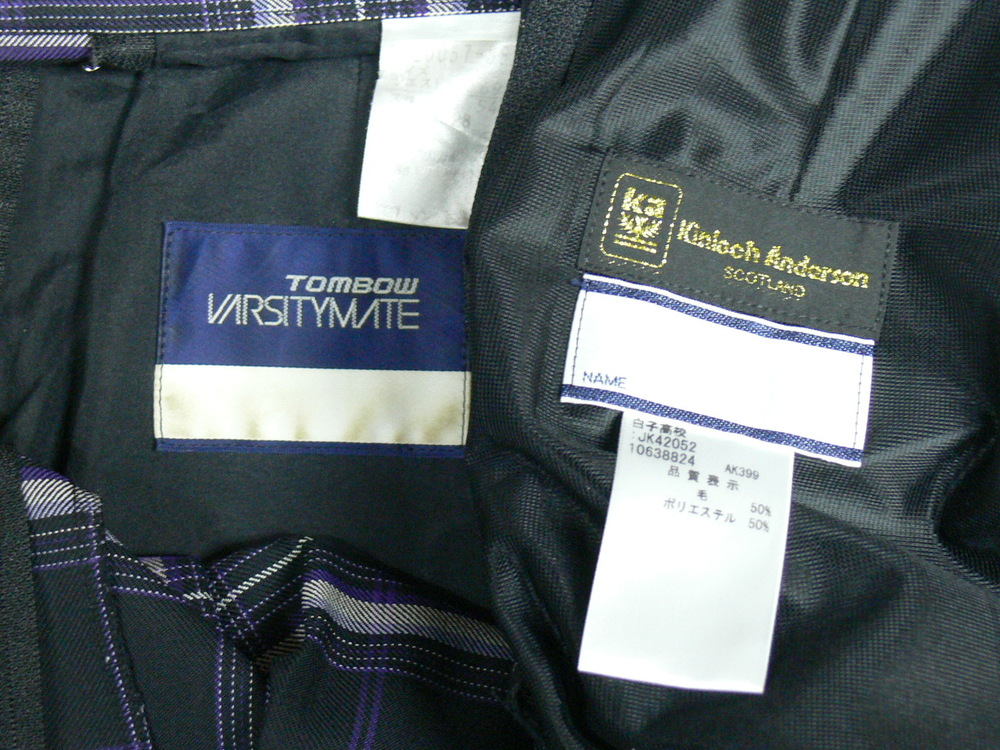 TOMBOW
VARSITYMATE
ka
Kinloch Anderson
SCOTLAND
NAME
白子高校
:JK42052
10638824 AK399
品質表示
毛 50%
ポリエステル 50%